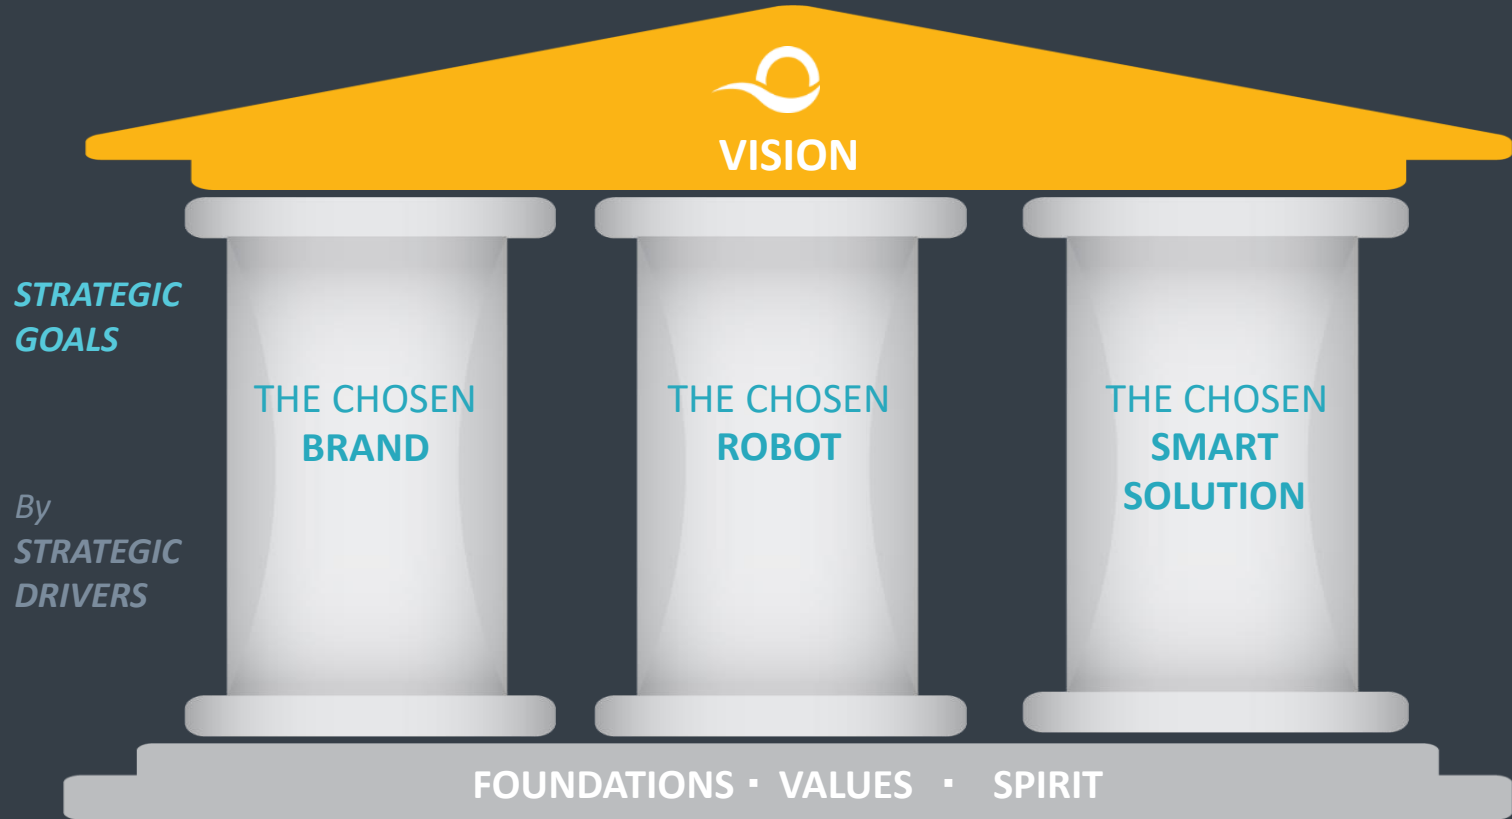 VISION
STRATEGIC
GOALS
THE CHOSEN
BRAND
THE CHOSEN
ROBOT
THE CHOSEN
SMART
SOLUTION
By
STRATEGIC
DRIVERS
FOUNDATIONS · VALUES · SPIRIT